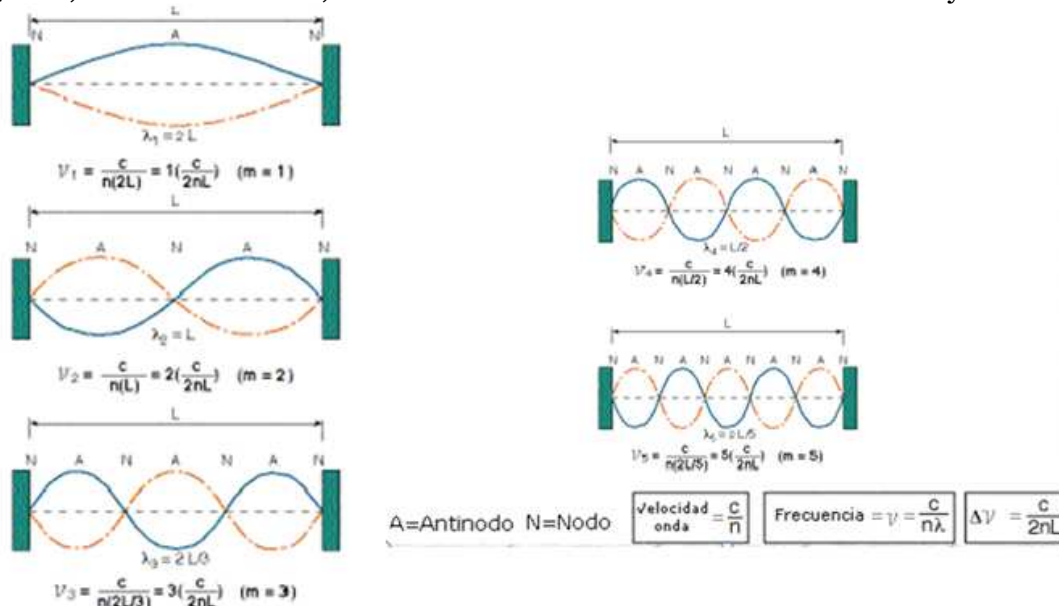 L
N A N
λ₁ = 2 L
ν₁ = c/n(2L) = 1(c/2nL) (m = 1)
L
N A N A N
λ₂ = L
ν₂ = c/n(L) = 2(c/2nL) (m = 2)
L
N A N A N A N
λ₃ = 2 L/3
ν₃ = c/n(2L/3) = 3(c/2nL) (m = 3)
L
N A N A N A N A N
λ₄ = L/2
ν₄ = c/n(L/2) = 4(c/2nL) (m = 4)
L
N A N A N A N A N A N
λ₅ = 2 L/5
ν₅ = c/n(2L/5) = 5(c/2nL) (m = 5)
A=Antinodo N=Nodo
Velocidad onda = c/n
Frecuencia = ν = c/nλ
Δν = c/2nL